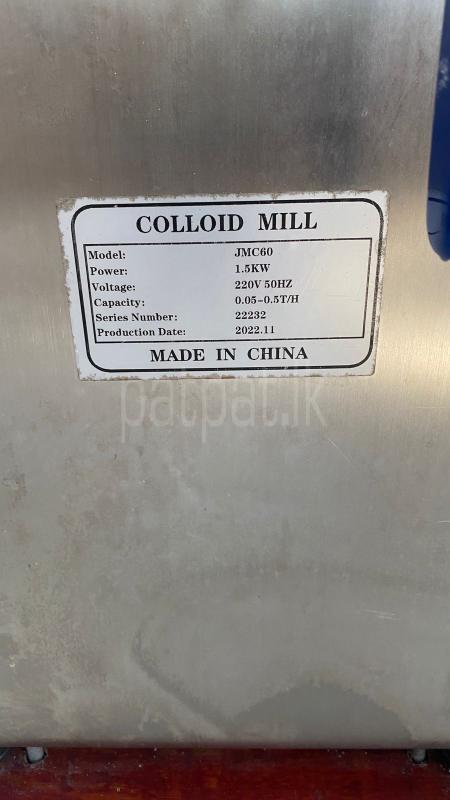 COLLOID MILL
Model: JMC60
Power: 1.5KW
Voltage: 220V 50HZ
Capacity: 0.05-0.5T/H
Series Number: 22232
Production Date: 2022.11
MADE IN CHINA
patpat.lk